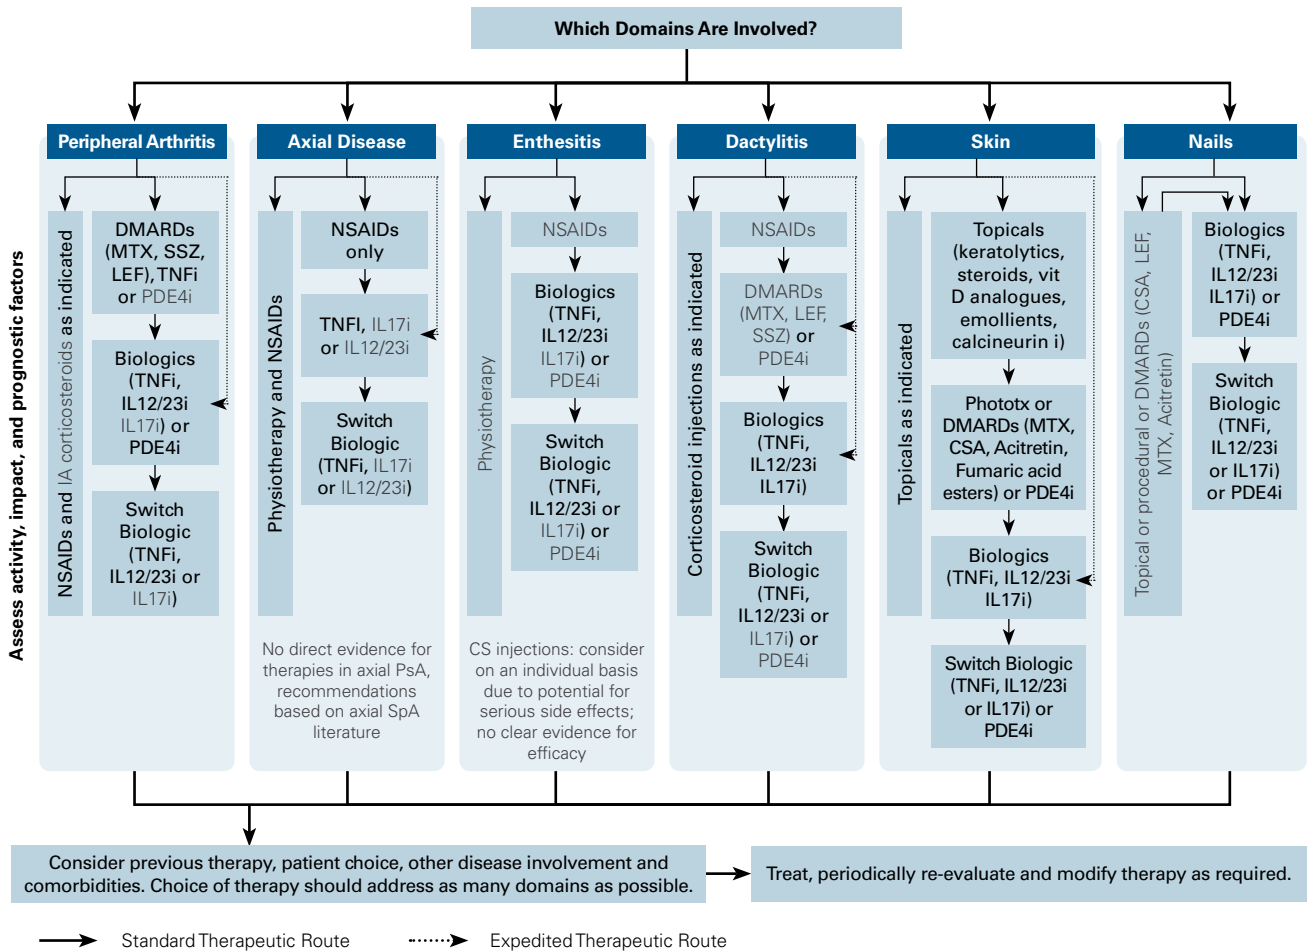 Which Domains Are Involved?
Assess activity, impact, and prognostic factors
Peripheral Arthritis
NSAIDs and IA corticosteroids as indicated
DMARDs
(MTX, SSZ,
LEF), TNFi
or PDE4i
Biologics
(TNFi,
IL12/23i
IL17i) or
PDE4i
Switch
Biologic
(TNFi,
IL12/23i or
IL17i)
Axial Disease
Physiotherapy and NSAIDs
NSAIDs
only
TNFI, IL17i
or IL12/23i
Switch
Biologic
(TNFi, IL17i
or IL12/23i)
No direct evidence for
therapies in axial PsA,
recommendations
based on axial SpA
literature
Enthesitis
Physiotherapy
NSAIDs
Biologics
(TNFi,
IL12/23i
IL17i) or
PDE4i
Switch
Biologic
(TNFi,
IL12/23i or
IL17i) or
PDE4i
CS injections: consider
on an individual basis
due to potential for
serious side effects;
no clear evidence for
efficacy
Dactylitis
Corticosteroid injections as indicated
NSAIDs
DMARDs
(MTX, LEF,
SSZ) or
PDE4i
Biologics
(TNFi,
IL12/23i
IL17i)
Switch
Biologic
(TNFi,
IL12/23i or
IL17i) or
PDE4i
Skin
Topicals as indicated
Topicals
(keratolytics,
steroids, vit
D analogues,
emollients,
calcineurin i)
Phototx or
DMARDs (MTX,
CSA, Acitretin,
Fumaric acid
esters) or PDE4i
Biologics
(TNFi, IL12/23i
IL17i)
Switch Biologic
(TNFi, IL12/23i
or IL17i) or
PDE4i
Nails
Topical or procedural or DMARDs (CSA, LEF,
MTX, Acitretin)
Biologics
(TNFi,
IL12/23i
IL17i) or
PDE4i
Switch
Biologic
(TNFi,
IL12/23i
or IL17i)
or PDE4i
Consider previous therapy, patient choice, other disease involvement and
comorbidities. Choice of therapy should address as many domains as possible.
Treat, periodically re-evaluate and modify therapy as required.
Standard Therapeutic Route
Expedited Therapeutic Route